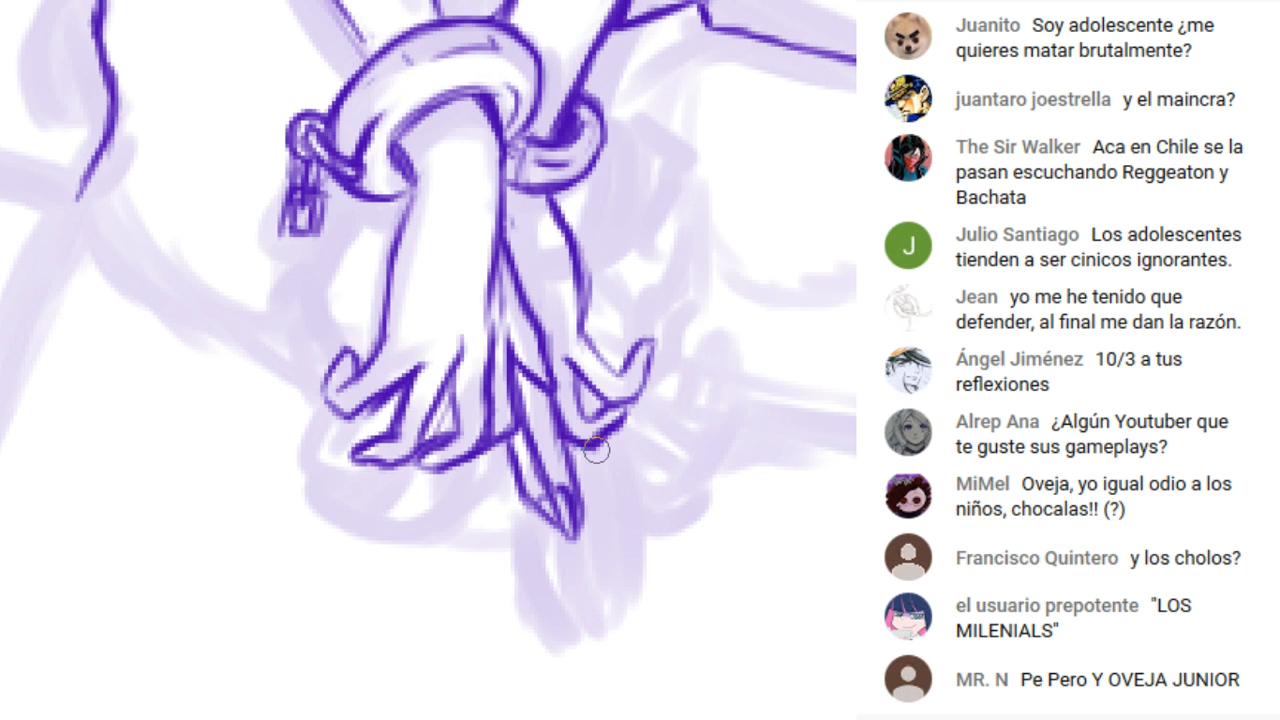 Juanito Soy adolescente ¿me
quieres matar brutalmente?
juantaro joestrella y el maincra?
The Sir Walker Aca en Chile se la
pasan escuchando Reggeaton y
Bachata
J
Julio Santiago Los adolescentes
tienden a ser cinicos ignorantes.
Jean yo me he tenido que
defender, al final me dan la razón.
Ángel Jiménez 10/3 a tus
reflexiones
Alrep Ana ¿Algún Youtuber que
te guste sus gameplays?
MiMel Oveja, yo igual odio a los
niños, chocalas!! (?)
Francisco Quintero y los cholos?
el usuario prepotente "LOS
MILENIALS"
MR. N Pe Pero Y OVEJA JUNIOR